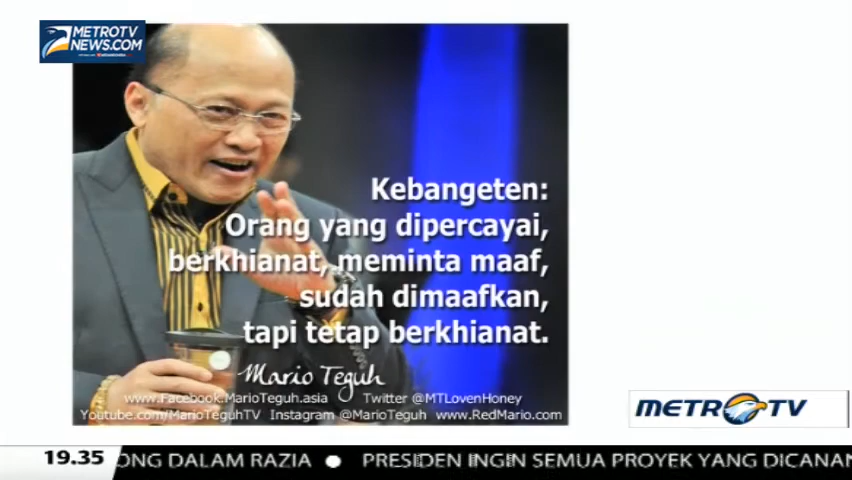 METROTV
NEWS.COM
Kebangeten:
Orang yang dipercayai,
berkhianat, meminta maaf,
sudah dimaafkan,
tapi tetap berkhianat.
Mario Teguh
www.Facebook.MarioTeguh.asia Twitter @MTLovenHoney
Youtube.com/MarioTeguhTV Instagram @MarioTeguh www.RedMario.com
METRO TV
19.35 ONG DALAM RAZIA ● PRESIDEN INGIN SEMUA PROYEK YANG DICANAN